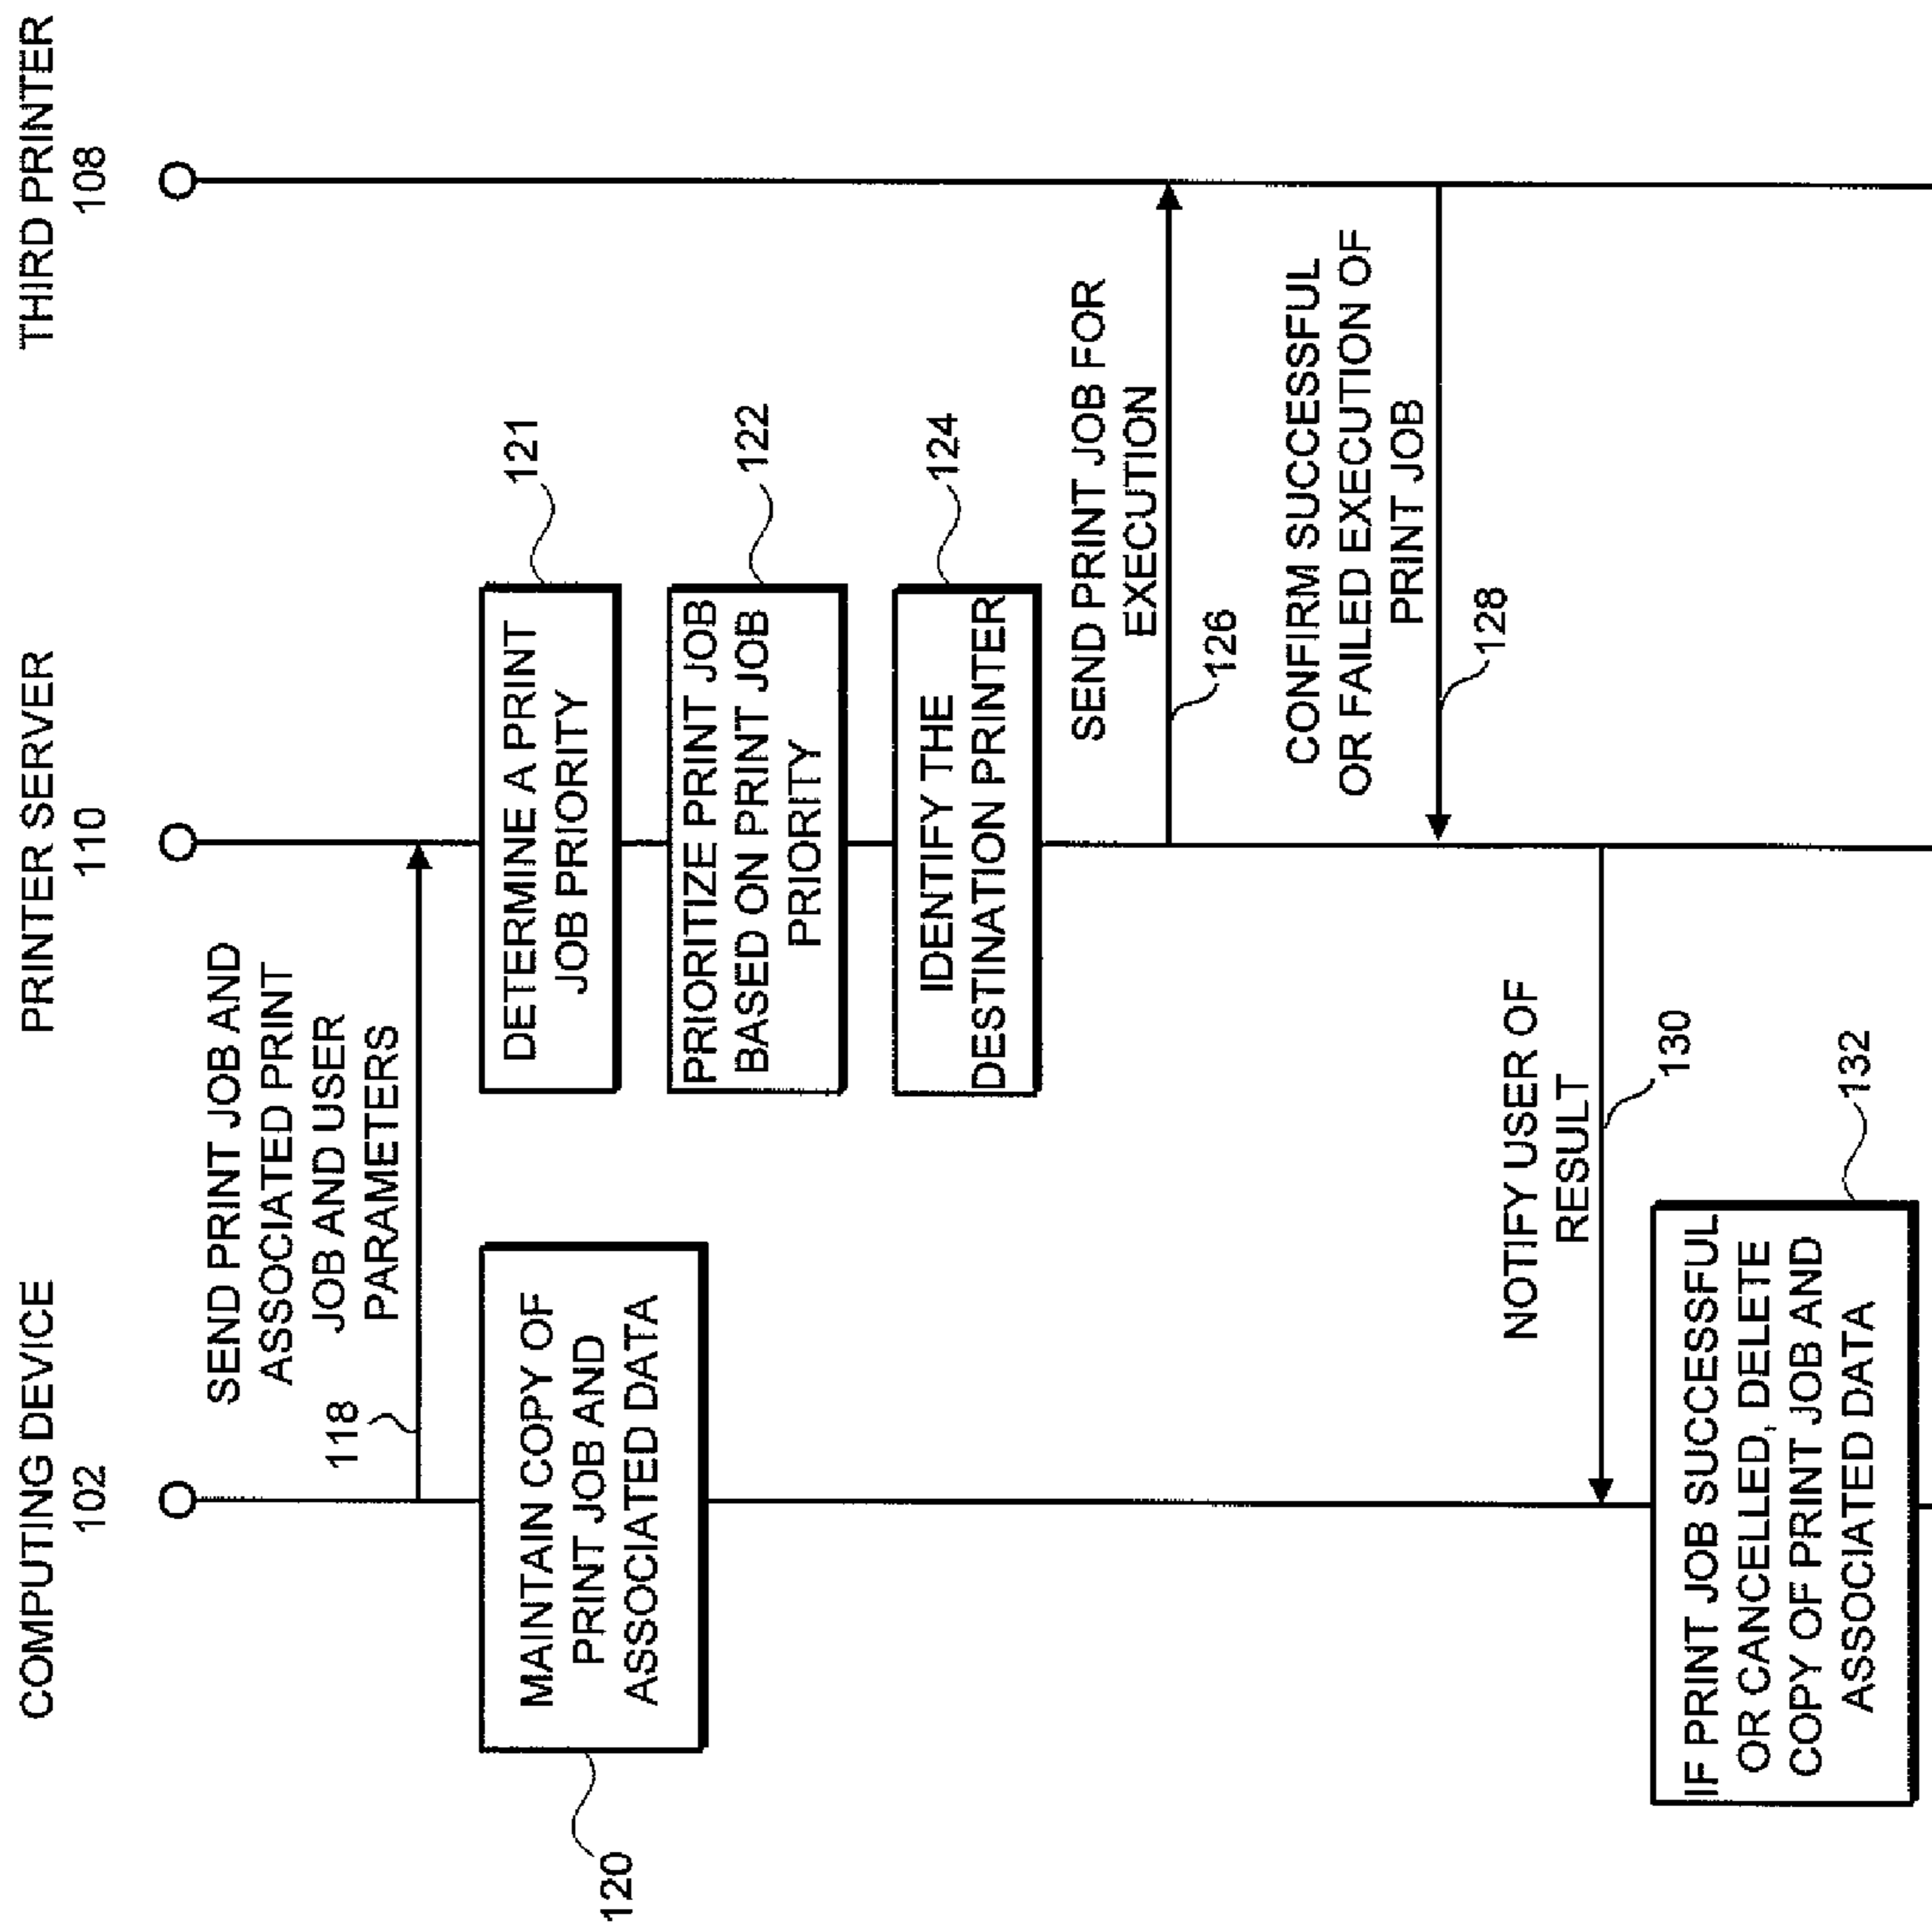 COMPUTING DEVICE
102
PRINTER SERVER
110
THIRD PRINTER
108
SEND PRINT JOB AND
ASSOCIATED PRINT
JOB AND USER
PARAMETERS
118
MAINTAIN COPY OF
PRINT JOB AND
ASSOCIATED DATA
120
DETERMINE A PRINT
JOB PRIORITY
121
PRIORITIZE PRINT JOB
BASED ON PRINT JOB
PRIORITY
122
IDENTIFY THE
DESTINATION PRINTER
124
SEND PRINT JOB FOR
EXECUTION
126
CONFIRM SUCCESSFUL
OR FAILED EXECUTION OF
PRINT JOB
128
NOTIFY USER OF
RESULT
130
IF PRINT JOB SUCCESSFUL
OR CANCELLED, DELETE
COPY OF PRINT JOB AND
ASSOCIATED DATA
132